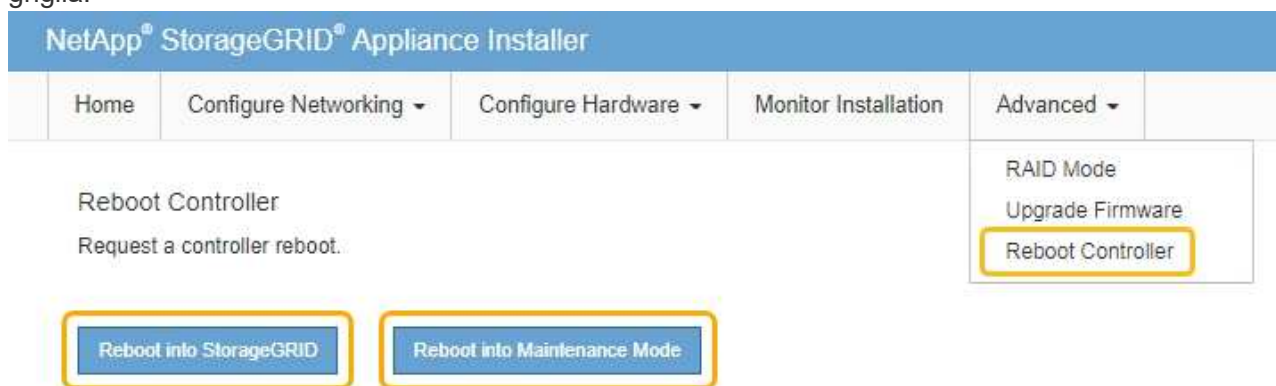 griglia.
NetApp® StorageGRID® Appliance Installer
Home Configure Networking Configure Hardware Monitor Installation Advanced
RAID Mode
Upgrade Firmware
Reboot Controller
Reboot Controller
Request a controller reboot.
Reboot into StorageGRID Reboot into Maintenance Mode